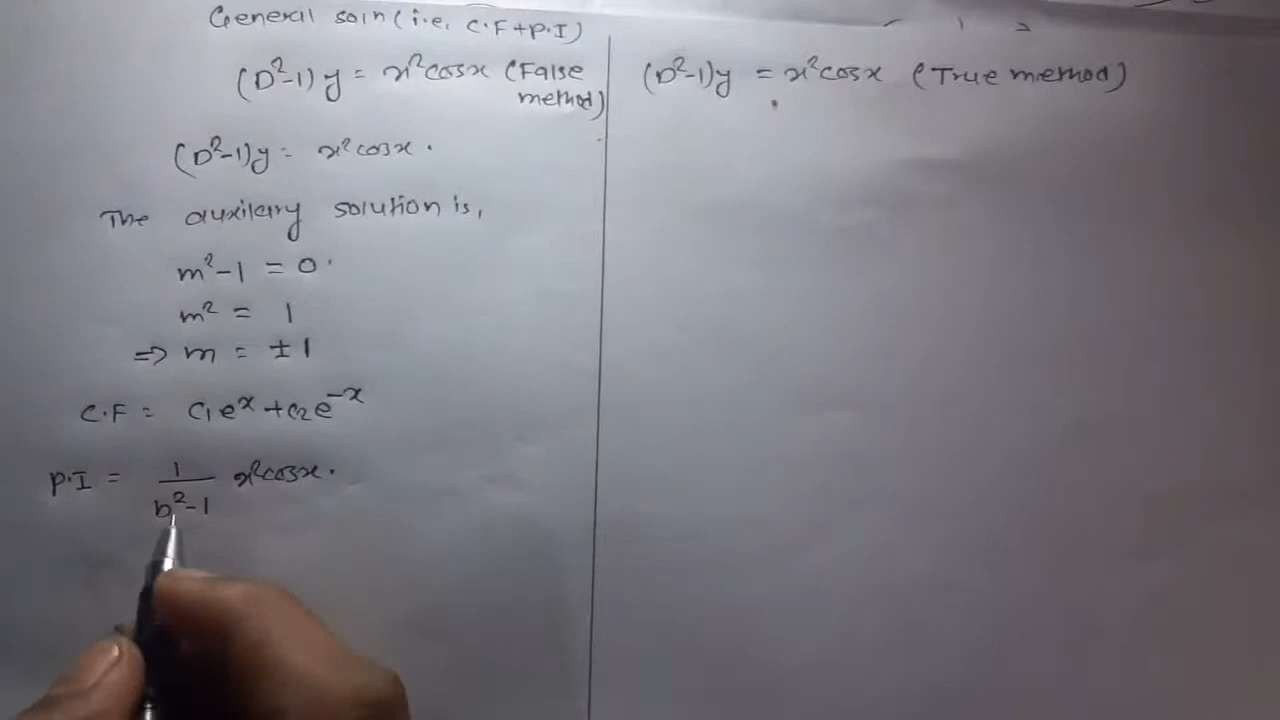 General soln (i.e, C.F+P.I)
(D²-1)y = x²cosx (False
method)
(D²-1)y = x²cosx.
The auxilary solution is,
m²-1 = 0.
m² = 1
=> m = ±1
C.F = C₁eˣ+C₂e⁻ˣ
P.I = 1/(D²-1) x²cosx.
(D²-1)y = x²cosx (True method)